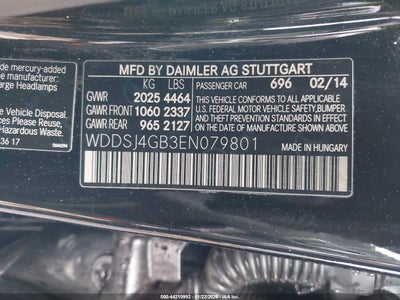 de mercury-added
arge Headlamps
Vehicle Disposal.
Hazardous Waste.
3 36 17
MFD BY DAIMLER AG STUTTGART
KG LBS
GVWR 2025 4464
GAWR FRONT 1060 2337
GAWR REAR 965 2127
PASSENGER CAR 696 02/14
THIS VEHICLE CONFORMS TO ALL APPLICABLE
U.S. FEDERAL MOTOR VEHICLE SAFETY,BUMPER,
AND THEFT PREVENTION STANDARDS IN EFFECT
ON THE DATE OF MANUFACTURE SHOWN ABOVE.
WDDSJ4GB3EN079801
MADE IN HUNGARY